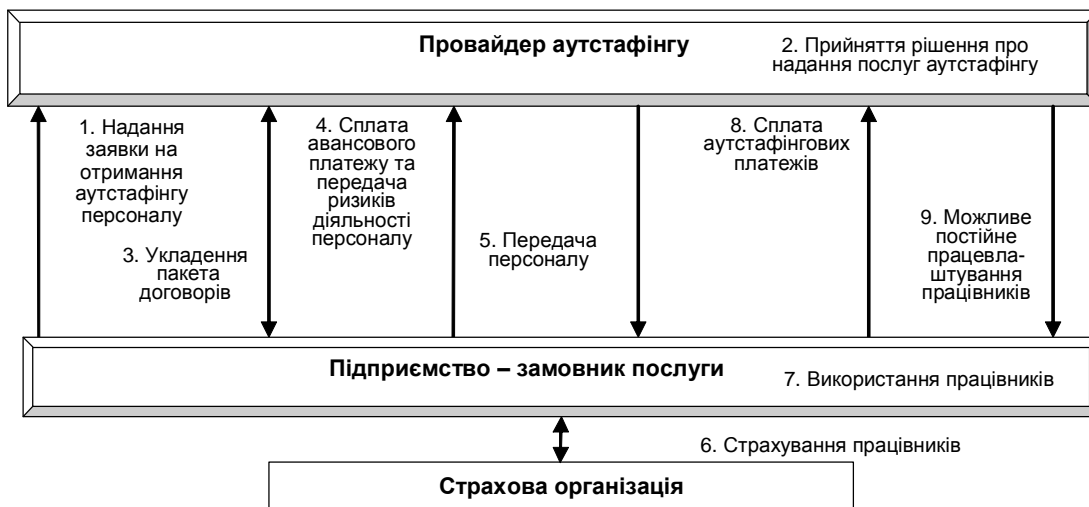 Провайдер аутстафінгу
2. Прийняття рішення про
надання послуг аутстафінгу
1. Надання
заявки на
отримання
аутстафінгу
персоналу
3. Укладення
пакета
договорів
4. Сплата
авансового
платежу та
передача
ризиків
діяльності
персоналу
5. Передача
персоналу
8. Сплата
аутстафінгових
платежів
9. Можливе
постійне
працевла-
штування
працівників
Підприємство – замовник послуги
7. Використання працівників
6. Страхування працівників
Страхова організація